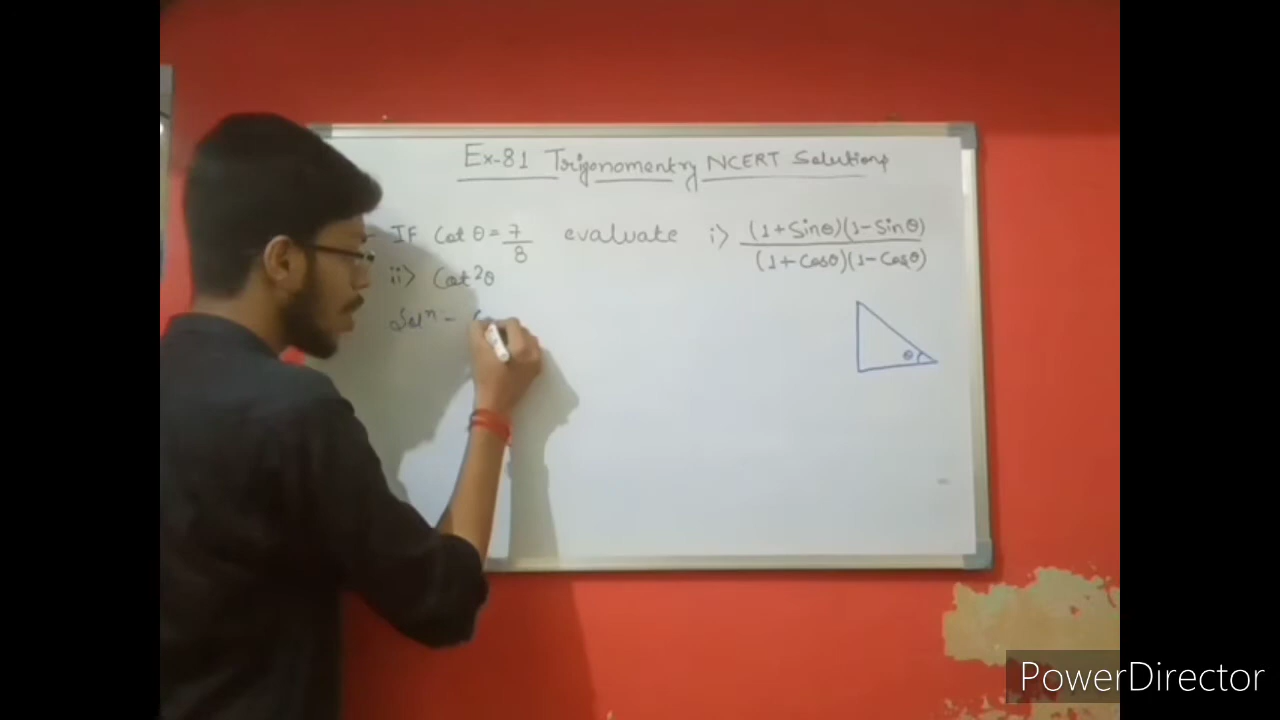 Ex-8.1 Trigonomentry NCERT Solutions
IF Cot θ = 7/8 evaluate i> (1+Sinθ)(1-Sinθ)/(1+Cosθ)(1-Cosθ)
ii> Cot²θ
Solⁿ -
θ
PowerDirector